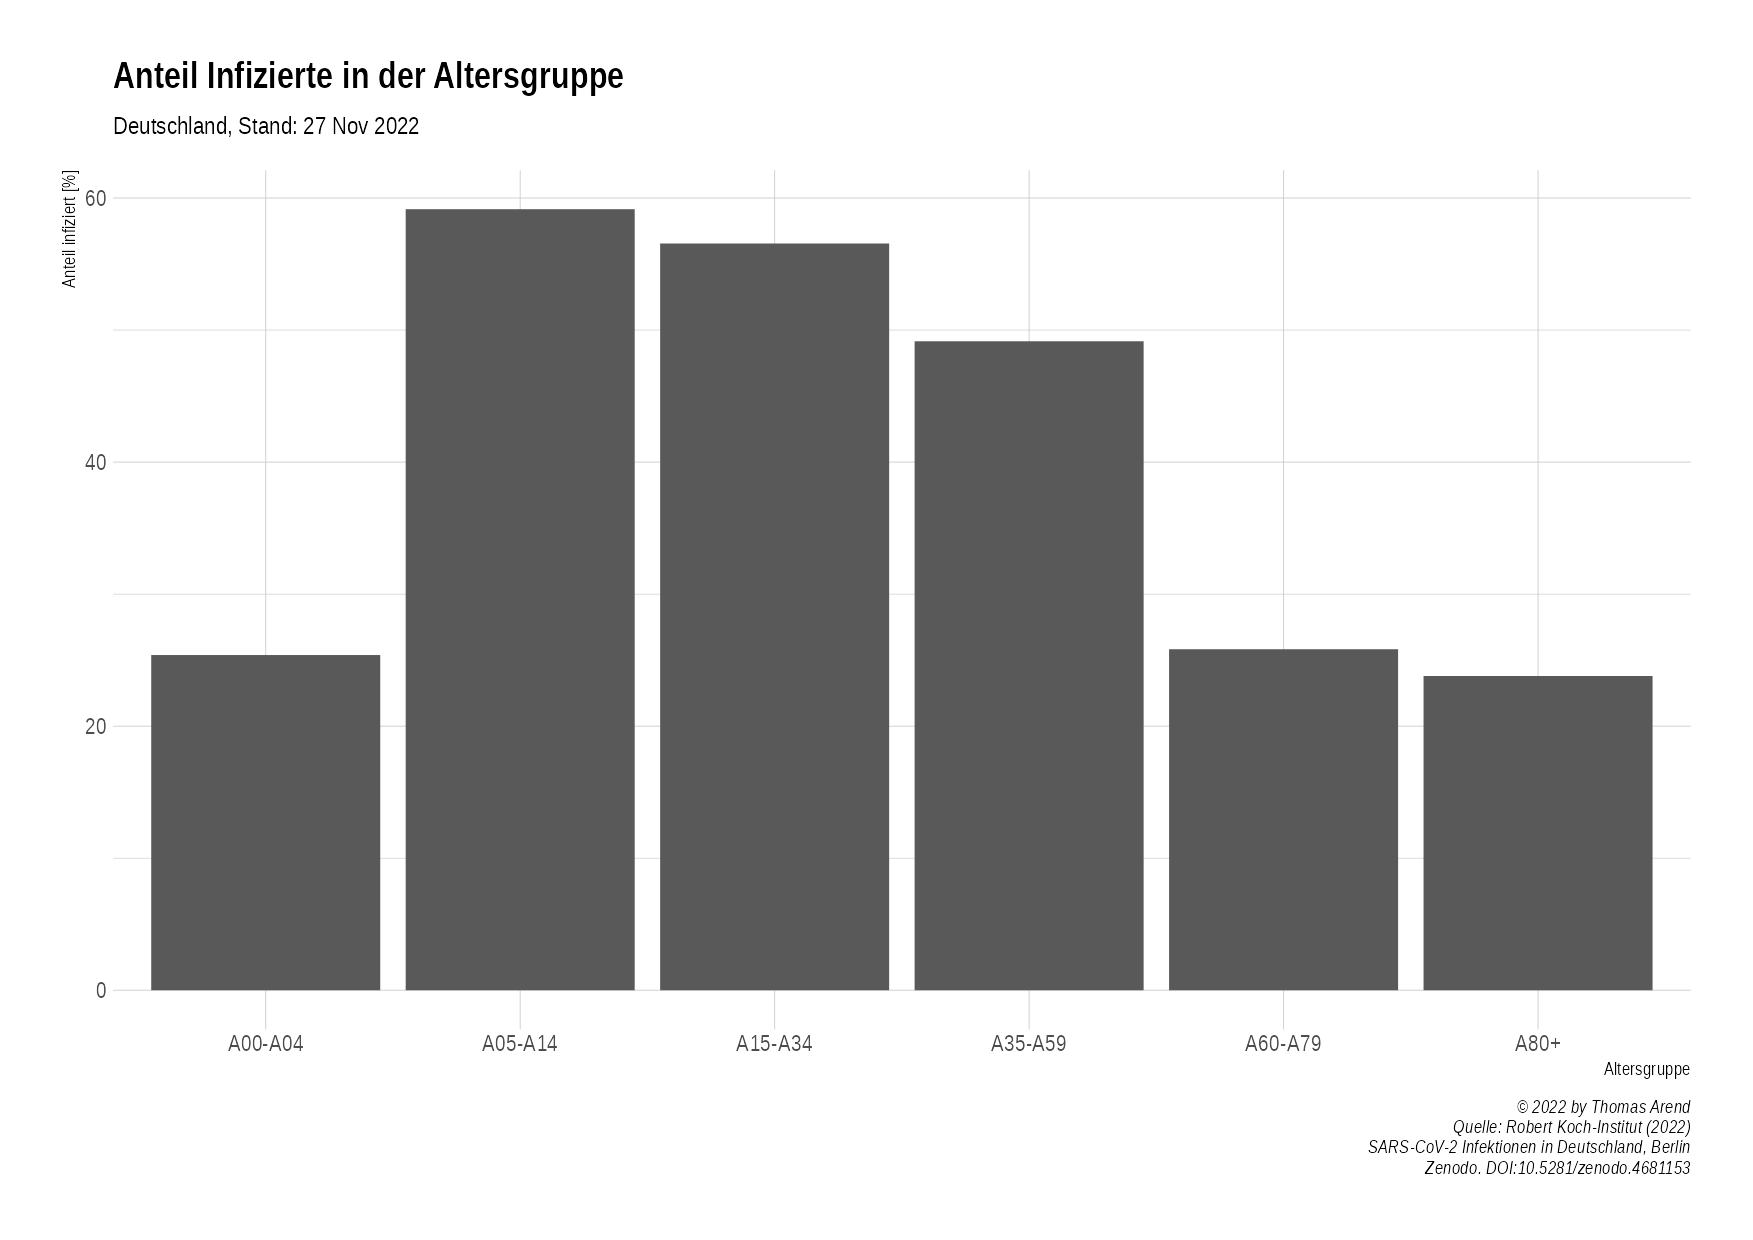 Anteil Infizierte in der Altersgruppe
Deutschland, Stand: 27 Nov 2022
Anteil infiziert [%]
60
40
20
0
A00-A04 A05-A14 A15-A34 A35-A59 A60-A79 A80+
Altersgruppe
© 2022 by Thomas Arend
Quelle: Robert Koch-Institut (2022)
SARS-CoV-2 Infektionen in Deutschland, Berlin
Zenodo. DOI:10.5281/zenodo.4681153